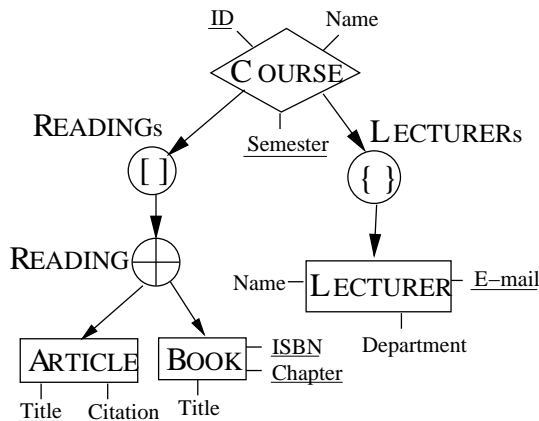 ID Name
COURSE
READINGs
Semester
LECTURERs
[ ]
{ }
READING
Name LECTURER E-mail
Department
ARTICLE
BOOK
ISBN
Chapter
Title Citation Title